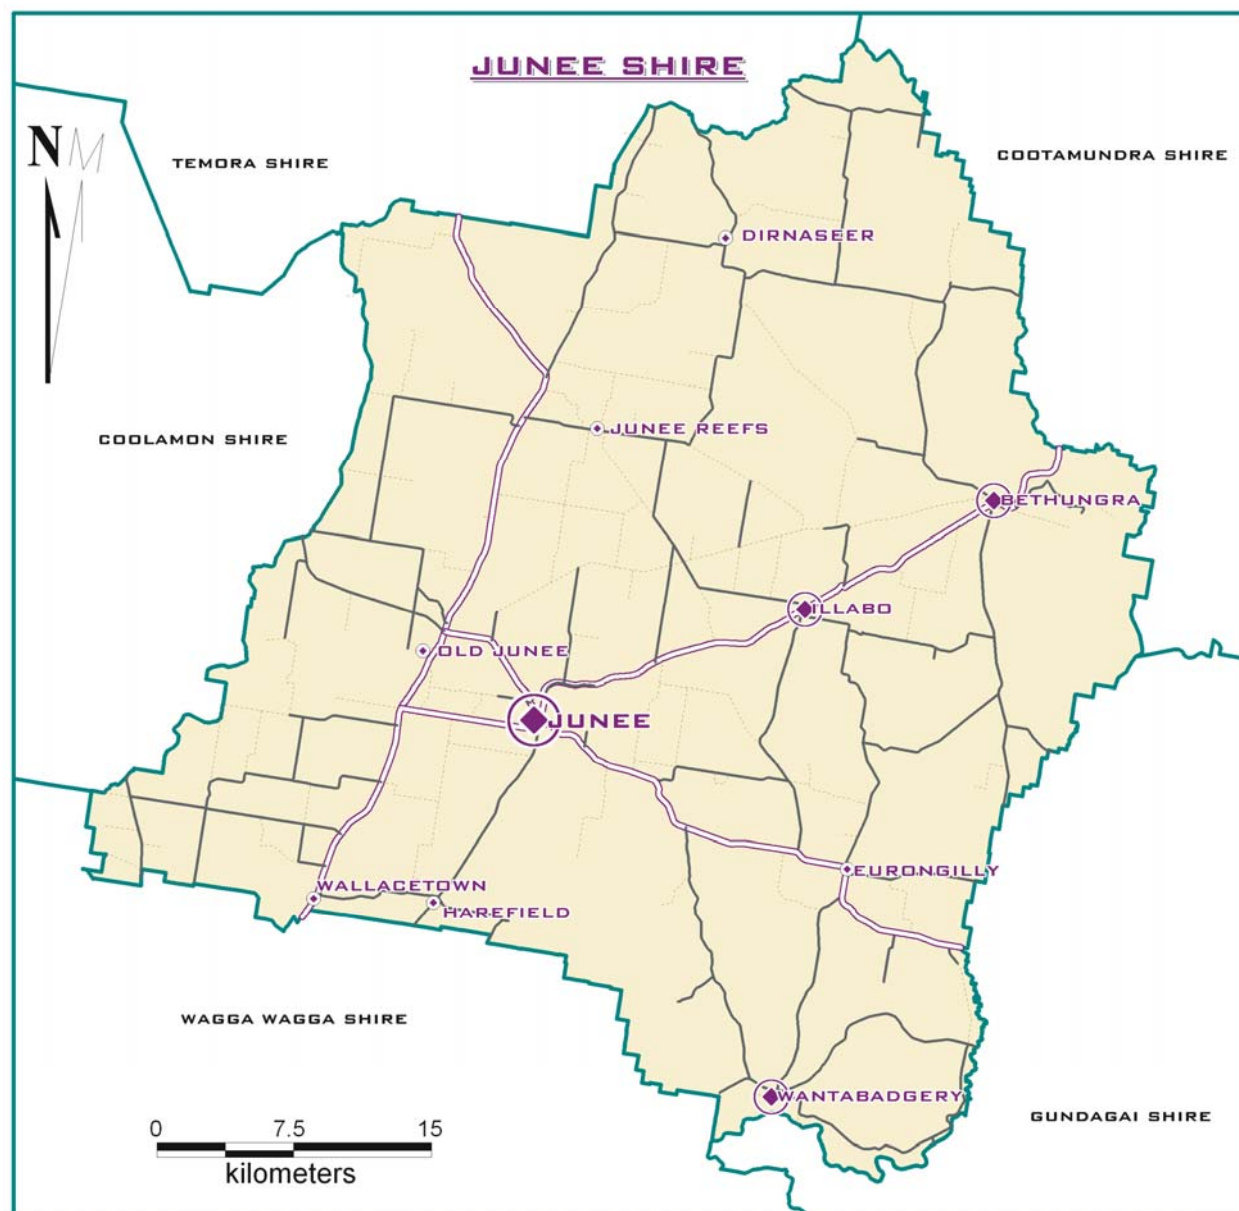 JUNEE SHIRE
N M
TEMORA SHIRE
COOTAMUNDRA SHIRE
DIRNASEER
COOLAMON SHIRE
JUNEE REEFS
BETHUNGRA
ILLABO
OLD JUNEE
JUNEE
EURONGILLY
WALLACETOWN
HAREFIELD
WAGGA WAGGA SHIRE
WANTABADGERY
GUNDAGAI SHIRE
0 7.5 15
kilometers